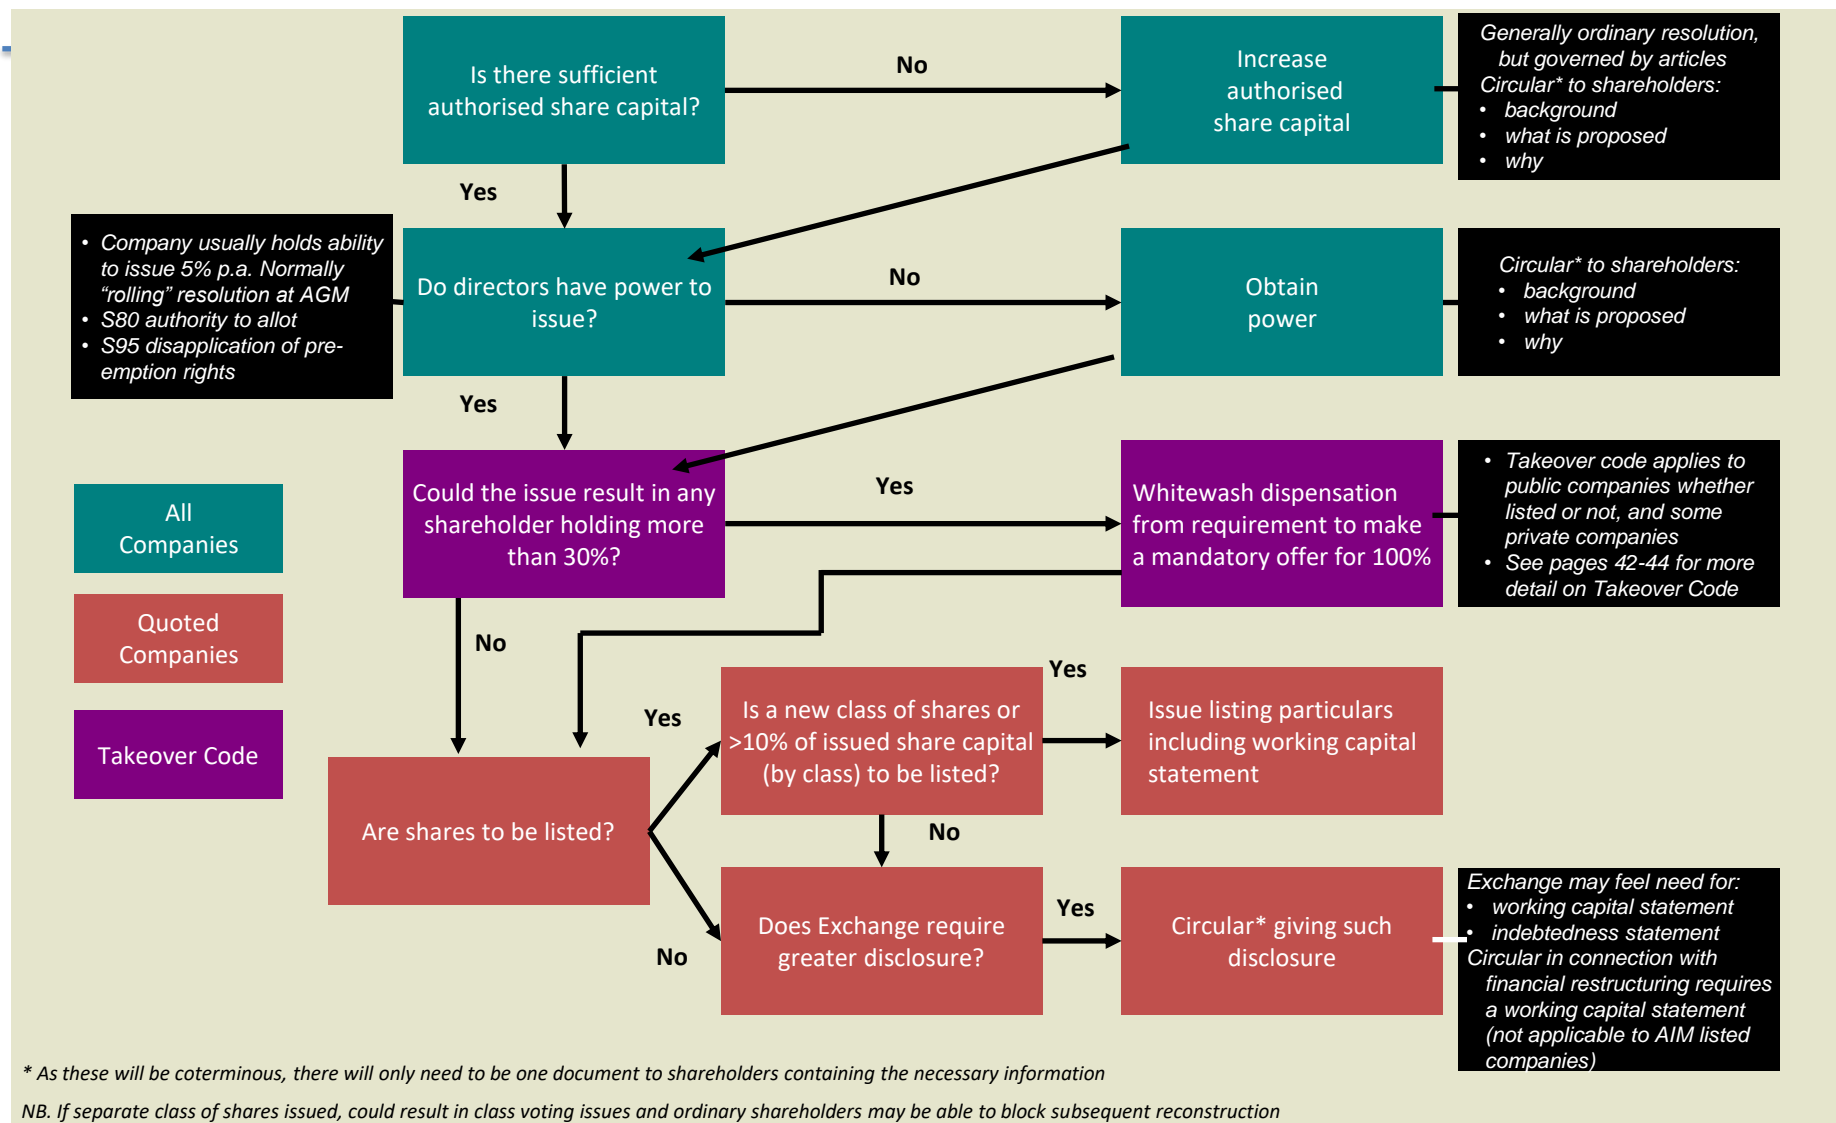 Is there sufficient
authorised share capital?
No
Increase
authorised
share capital
Generally ordinary resolution,
but governed by articles
Circular* to shareholders:
• background
• what is proposed
• why
Yes
• Company usually holds ability
to issue 5% p.a. Normally
“rolling” resolution at AGM
• S80 authority to allot
• S95 disapplication of pre-
emption rights
Do directors have power to
issue?
No
Obtain
power
Circular* to shareholders:
• background
• what is proposed
• why
Yes
Could the issue result in any
shareholder holding more
than 30%?
Yes
Whitewash dispensation
from requirement to make
a mandatory offer for 100%
• Takeover code applies to
public companies whether
listed or not, and some
private companies
• See pages 42-44 for more
detail on Takeover Code
All
Companies
Quoted
Companies
Takeover Code
No
Are shares to be listed?
Yes
Is a new class of shares or
>10% of issued share capital
(by class) to be listed?
Yes
Issue listing particulars
including working capital
statement
No
No
Does Exchange require
greater disclosure?
Yes
Circular* giving such
disclosure
Exchange may feel need for:
• working capital statement
• indebtedness statement
Circular in connection with
financial restructuring requires
a working capital statement
(not applicable to AIM listed
companies)
* As these will be coterminous, there will only need to be one document to shareholders containing the necessary information
NB. If separate class of shares issued, could result in class voting issues and ordinary shareholders may be able to block subsequent reconstruction